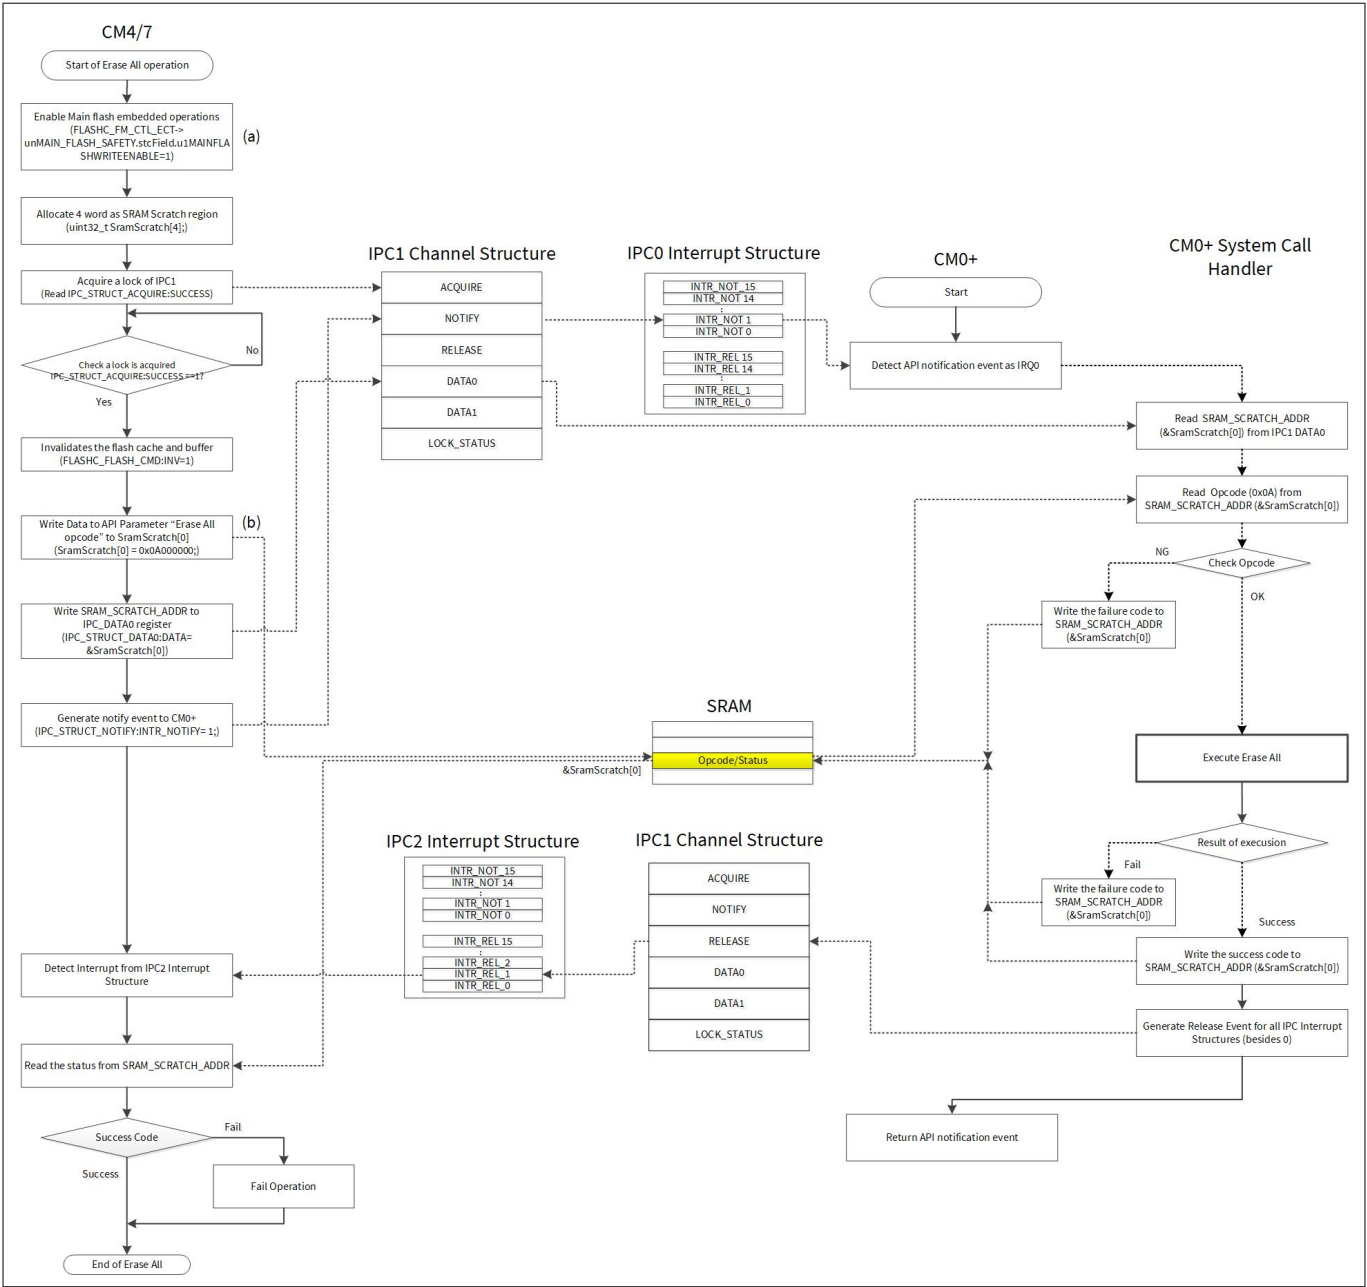 CM4/7
Start of Erase All operation
Enable Main flash embedded operations
(FLASHC_FM_CTL_ECT->
unMAIN_FLASH_SAFETY.stcField.u1MAINFLA
SHWRITEENABLE=1)
(a)
Allocate 4 word as SRAM Scratch region
(uint32_t SramScratch[4];)
Acquire a lock of IPC1
(Read IPC_STRUCT_ACQUIRE:SUCCESS)
No
Check a lock is acquired
IPC_STRUCT_ACQUIRE:SUCCESS ==1?
Yes
Invalidates the flash cache and buffer
(FLASHC_FLASH_CMD:INV=1)
(b)
Write Data to API Parameter “Erase All
opcode” to SramScratch[0]
(SramScratch[0] = 0x0A000000;)
Write SRAM_SCRATCH_ADDR to
IPC_DATA0 register
(IPC_STRUCT_DATA0:DATA=
&SramScratch[0])
Generate notify event to CM0+
(IPC_STRUCT_NOTIFY:INTR_NOTIFY= 1;)
Detect Interrupt from IPC2 Interrupt
Structure
Read the status from SRAM_SCRATCH_ADDR
Success Code
Fail
Success
Fail Operation
End of Erase All
IPC1 Channel Structure
ACQUIRE
NOTIFY
RELEASE
DATA0
DATA1
LOCK_STATUS
IPC0 Interrupt Structure
INTR_NOT_15
INTR_NOT 14
:
INTR_NOT 1
INTR_NOT 0
INTR_REL 15
INTR_REL 14
:
INTR_REL_1
INTR_REL_0
CM0+
Start
Detect API notification event as IRQ0
CM0+ System Call
Handler
Read SRAM_SCRATCH_ADDR
(&SramScratch[0]) from IPC1 DATA0
Read Opcode (0x0A) from
SRAM_SCRATCH_ADDR (&SramScratch[0])
NG
Check Opcode
OK
Write the failure code to
SRAM_SCRATCH_ADDR
(&SramScratch[0])
SRAM
Opcode/Status
&SramScratch[0]
Execute Erase All
Result of execusion
Fail
Write the failure code to
SRAM_SCRATCH_ADDR
(&SramScratch[0])
Success
Write the success code to
SRAM_SCRATCH_ADDR (&SramScratch[0])
Generate Release Event for all IPC Interrupt
Structures (besides 0)
Return API notification event
IPC2 Interrupt Structure
INTR_NOT_15
INTR_NOT 14
:
INTR_NOT 1
INTR_NOT 0
INTR_REL 15
:
INTR_REL_2
INTR_REL_1
INTR_REL_0
IPC1 Channel Structure
ACQUIRE
NOTIFY
RELEASE
DATA0
DATA1
LOCK_STATUS